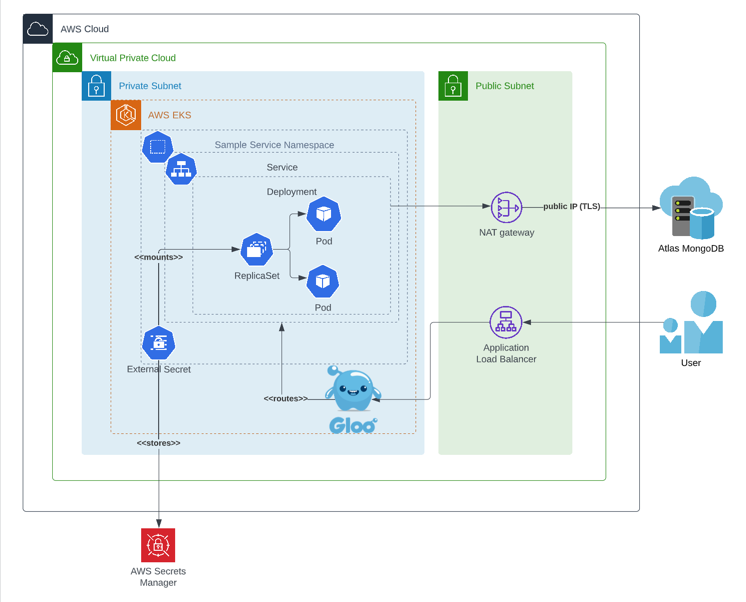 AWS Cloud
Virtual Private Cloud
Private Subnet
Public Subnet
AWS EKS
Sample Service Namespace
Service
Deployment
Pod
ReplicaSet
Pod
<<mounts>>
External Secret
<<routes>>
Gloo
<<stores>>
NAT gateway
public IP (TLS)
Atlas MongoDB
Application
Load Balancer
User
AWS Secrets
Manager